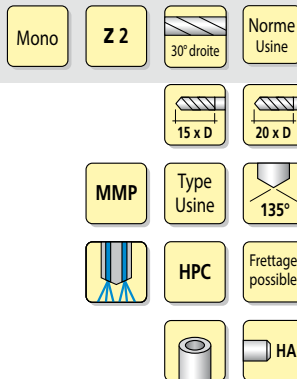 Mono
Z 2
30° droite
Norme
Usine
15 x D
20 x D
MMP
Type
Usine
135°
HPC
Frettage
possible
HA